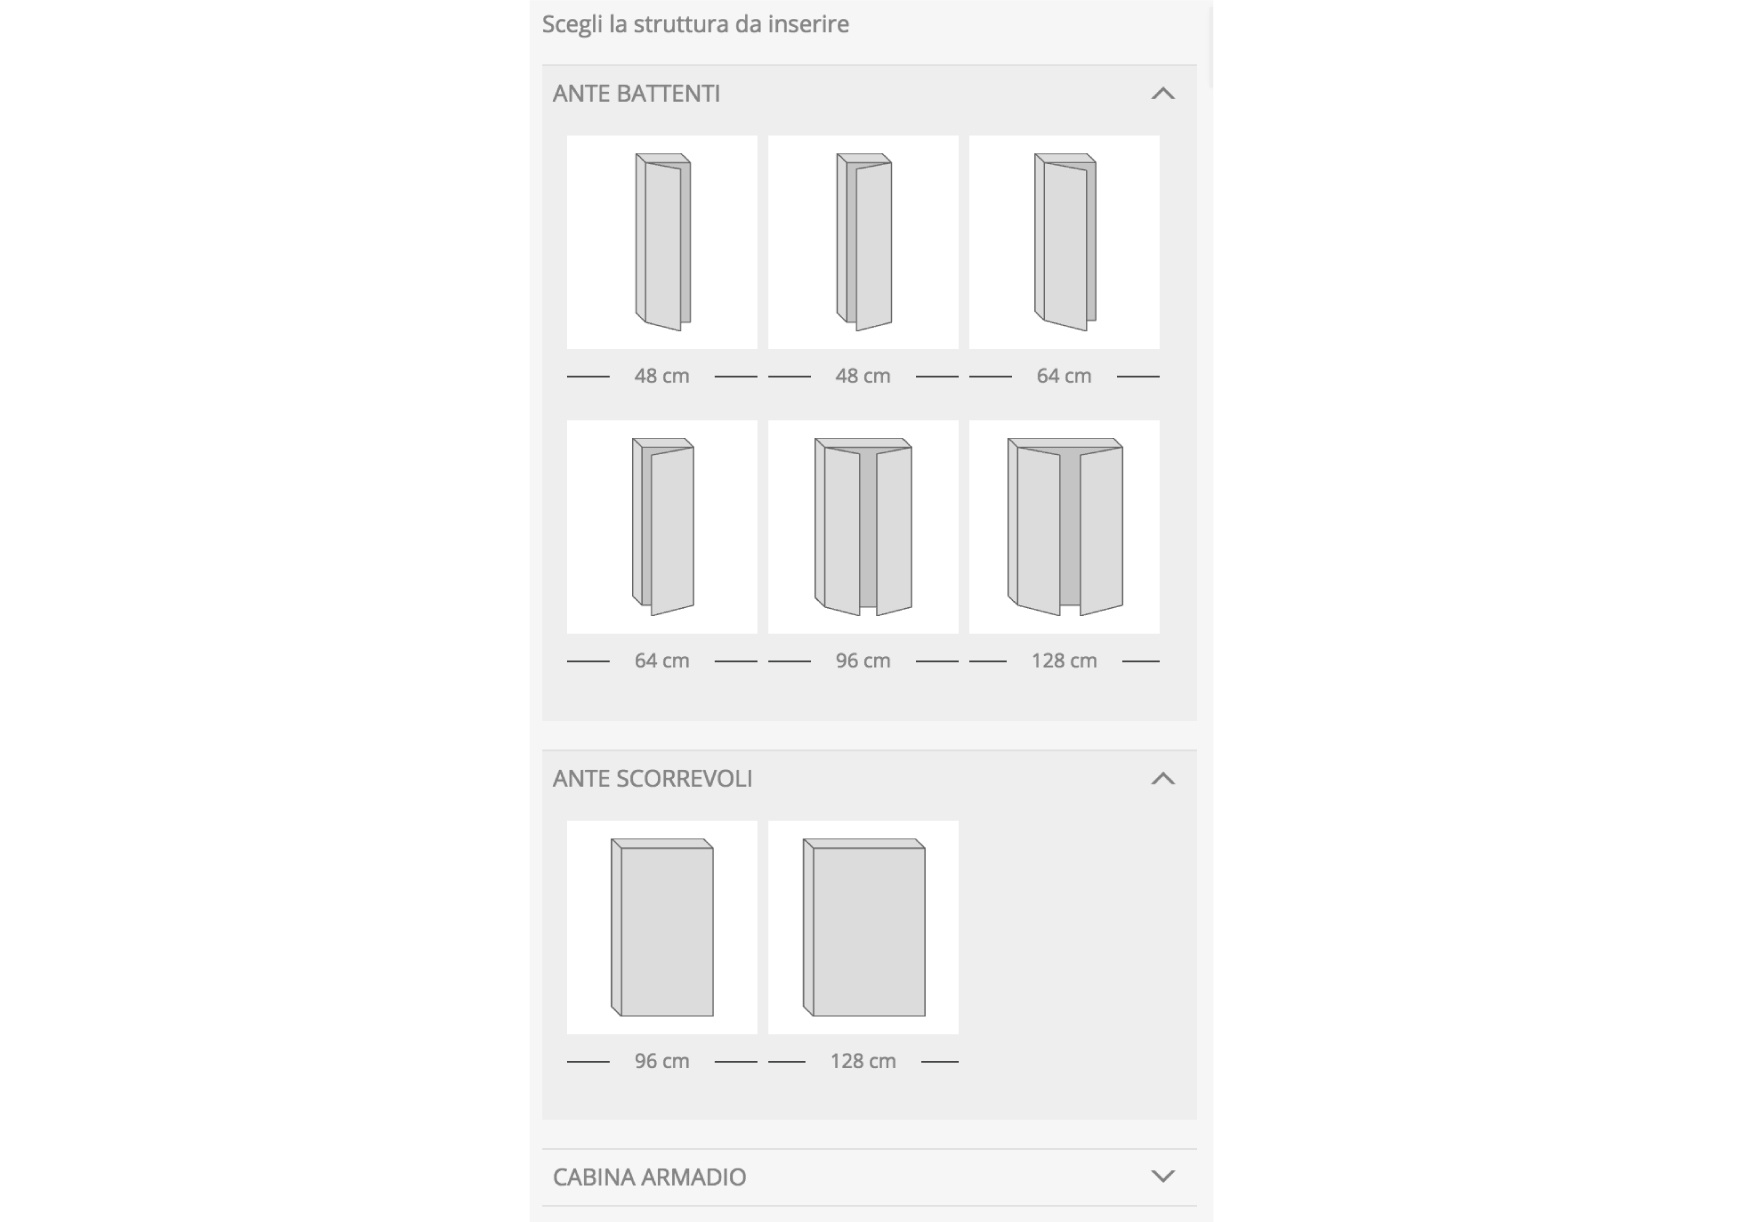 Scegli la struttura da inserire
ANTE BATTENTI
48 cm 48 cm 64 cm
64 cm 96 cm 128 cm
ANTE SCORREVOLI
96 cm 128 cm
CABINA ARMADIO